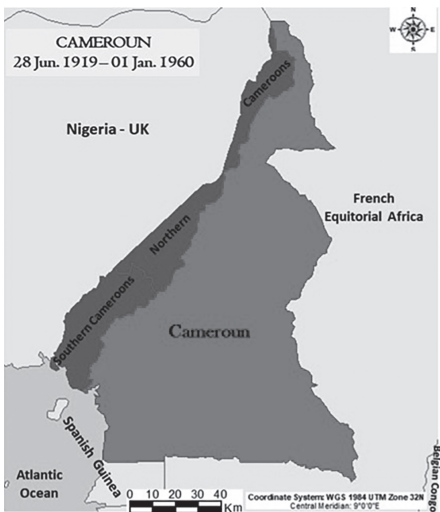 CAMEROUN
28 Jun. 1919 – 01 Jan. 1960
N
W
E
S
Cameroons
Nigeria - UK
French
Equitorial Africa
Northern
Southern Cameroons
Cameroun
Spanish Guinea
Belgian Congo
Atlantic
Ocean
0 10 20 30 40
Km
Coordinate System: WGS 1984 UTM Zone 32N
Central Meridian: 9°0'0"E